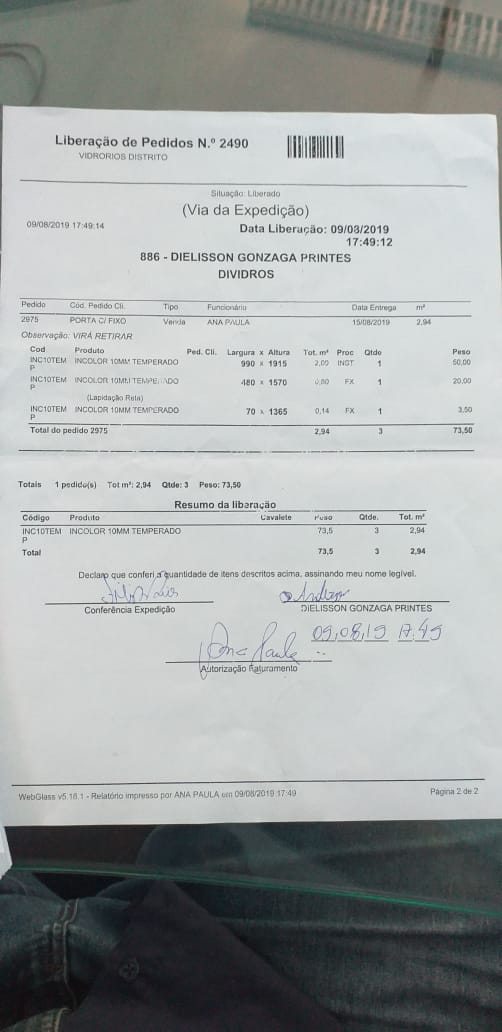 Liberação de Pedidos N.º 2490
VIDRORIOS DISTRITO
Situação: Liberado
(Via da Expedição)
09/08/2019 17:49:14
Data Liberação: 09/08/2019
17:49:12
886 - DIELISSON GONZAGA PRINTES
DIVIDROS
Pedido Cód. Pedido Cli. Tipo Funcionário Data Entrega m²
2975 PORTA C/ FIXO Venda ANA PAULA 15/08/2019 2,94
Observação: VIRÁ RETIRAR
Cod Produto Ped. Cli. Largura x Altura Tot. m² Proc Qtde Peso
INC10TEM INCOLOR 10MM TEMPERADO 990 x 1915 2,00 INST 1 50,00
P
INC10TEM INCOLOR 10MM TEMPERADO 480 x 1570 0,80 FX 1 20,00
P
(Lapidação Reta)
INC10TEM INCOLOR 10MM TEMPERADO 70 x 1365 0,14 FX 1 3,50
P
Total do pedido 2975 2,94 3 73,50
Totais 1 pedido(s) Tot m²: 2,94 Qtde: 3 Peso: 73,50
Resumo da liberação
Código Produto Cavalete Peso Qtde. Tot. m²
INC10TEM INCOLOR 10MM TEMPERADO 73,5 3 2,94
P
Total 73,5 3 2,94
Declaro que conferi a quantidade de itens descritos acima, assinando meu nome legível.
Conferência Expedição
DIELISSON GONZAGA PRINTES
Ana Paula 09,08,19 17:49
Autorização Faturamento
WebGlass v5.16.1 - Relatório impresso por ANA PAULA em 09/08/2019 17:49
Página 2 de 2